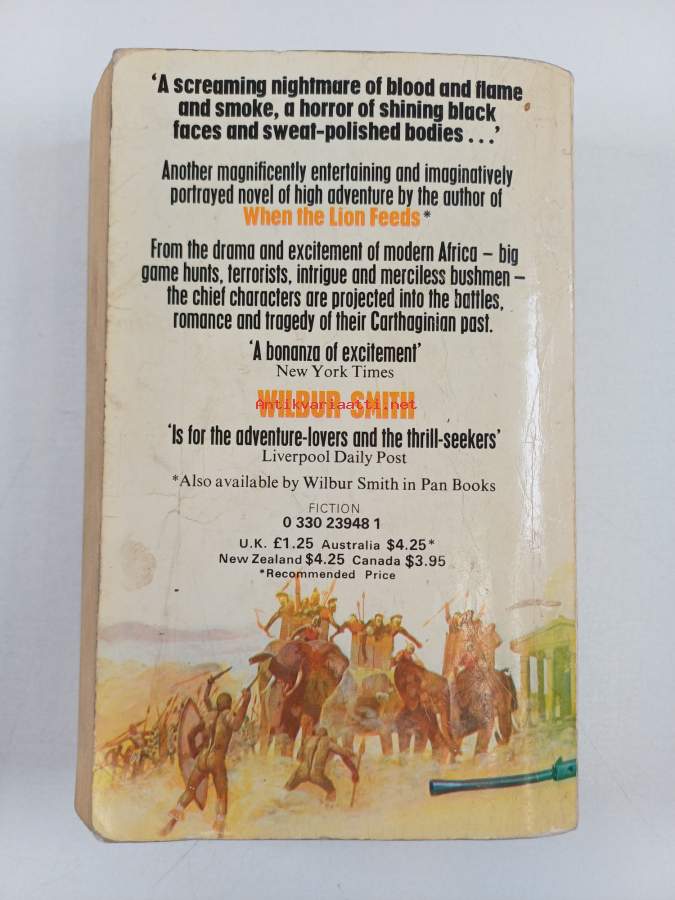 ‘A screaming nightmare of blood and flame
and smoke, a horror of shining black
faces and sweat-polished bodies . . .’
Another magnificently entertaining and imaginatively
portrayed novel of high adventure by the author of
When the Lion Feeds*
From the drama and excitement of modern Africa – big
game hunts, terrorists, intrigue and merciless bushmen –
the chief characters are projected into the battles,
romance and tragedy of their Carthaginian past.
‘A bonanza of excitement’
New York Times
WILBUR SMITH
Antikvariaatti.net
‘Is for the adventure-lovers and the thrill-seekers’
Liverpool Daily Post
*Also available by Wilbur Smith in Pan Books
FICTION
0 330 23948 1
U.K. £1.25 Australia $4.25*
New Zealand $4.25 Canada $3.95
*Recommended Price